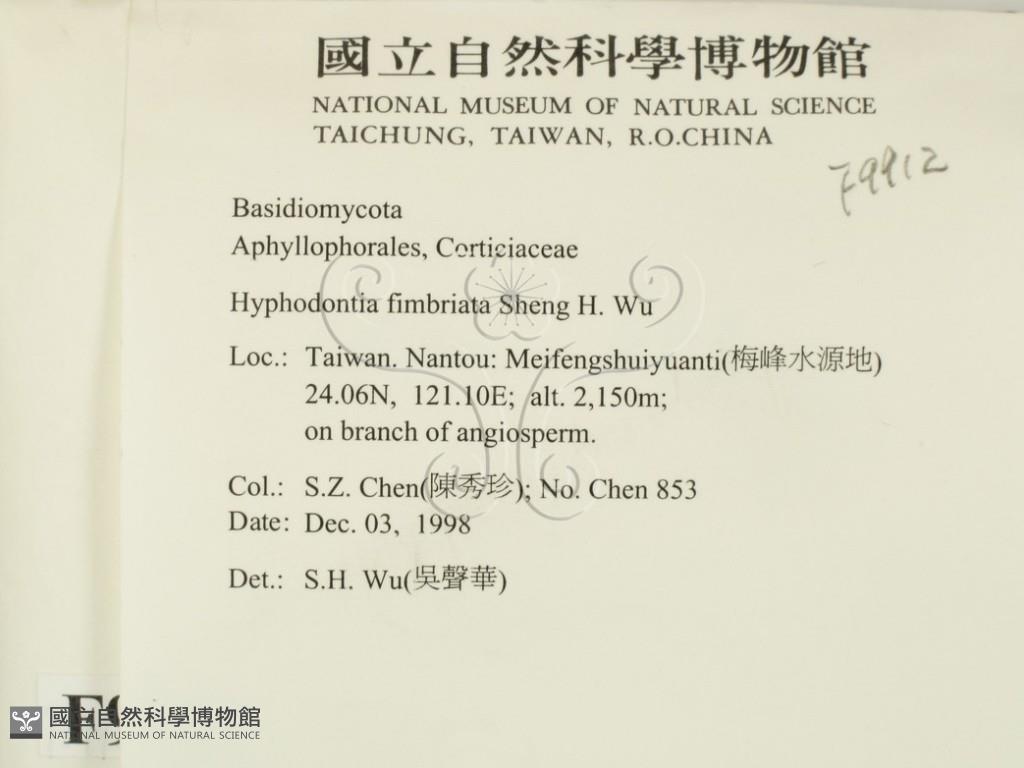 國立自然科學博物館
NATIONAL MUSEUM OF NATURAL SCIENCE
TAICHUNG, TAIWAN, R.O.CHINA
F9912
Basidiomycota
Aphyllophorales, Corticiaceae
Hyphodontia fimbriata Sheng H. Wu
Loc.: Taiwan. Nantou: Meifengshuiyuanti(梅峰水源地)
24.06N, 121.10E; alt. 2,150m;
on branch of angiosperm.
Col.: S.Z. Chen(陳秀珍); No. Chen 853
Date: Dec. 03, 1998
Det.: S.H. Wu(吳聲華)
國立自然科學博物館
NATIONAL MUSEUM OF NATURAL SCIENCE